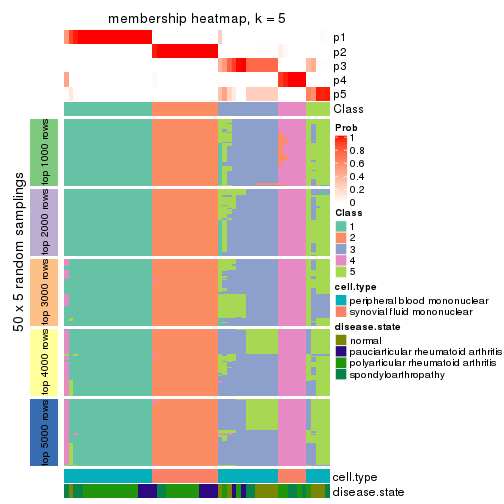 membership heatmap, k = 5
p1
p2
p3
p4
p5
Class
50 x 5 random samplings
top 1000 rows
top 2000 rows
top 3000 rows
top 4000 rows
top 5000 rows
cell.type
disease.state
Prob
1
0.8
0.6
0.4
0.2
0
Class
1
2
3
4
5
cell.type
peripheral blood mononuclear
synovial fluid mononuclear
disease.state
normal
pauciarticular rheumatoid arthritis
polyarticular rheumatoid arthritis
spondyloarthropathy